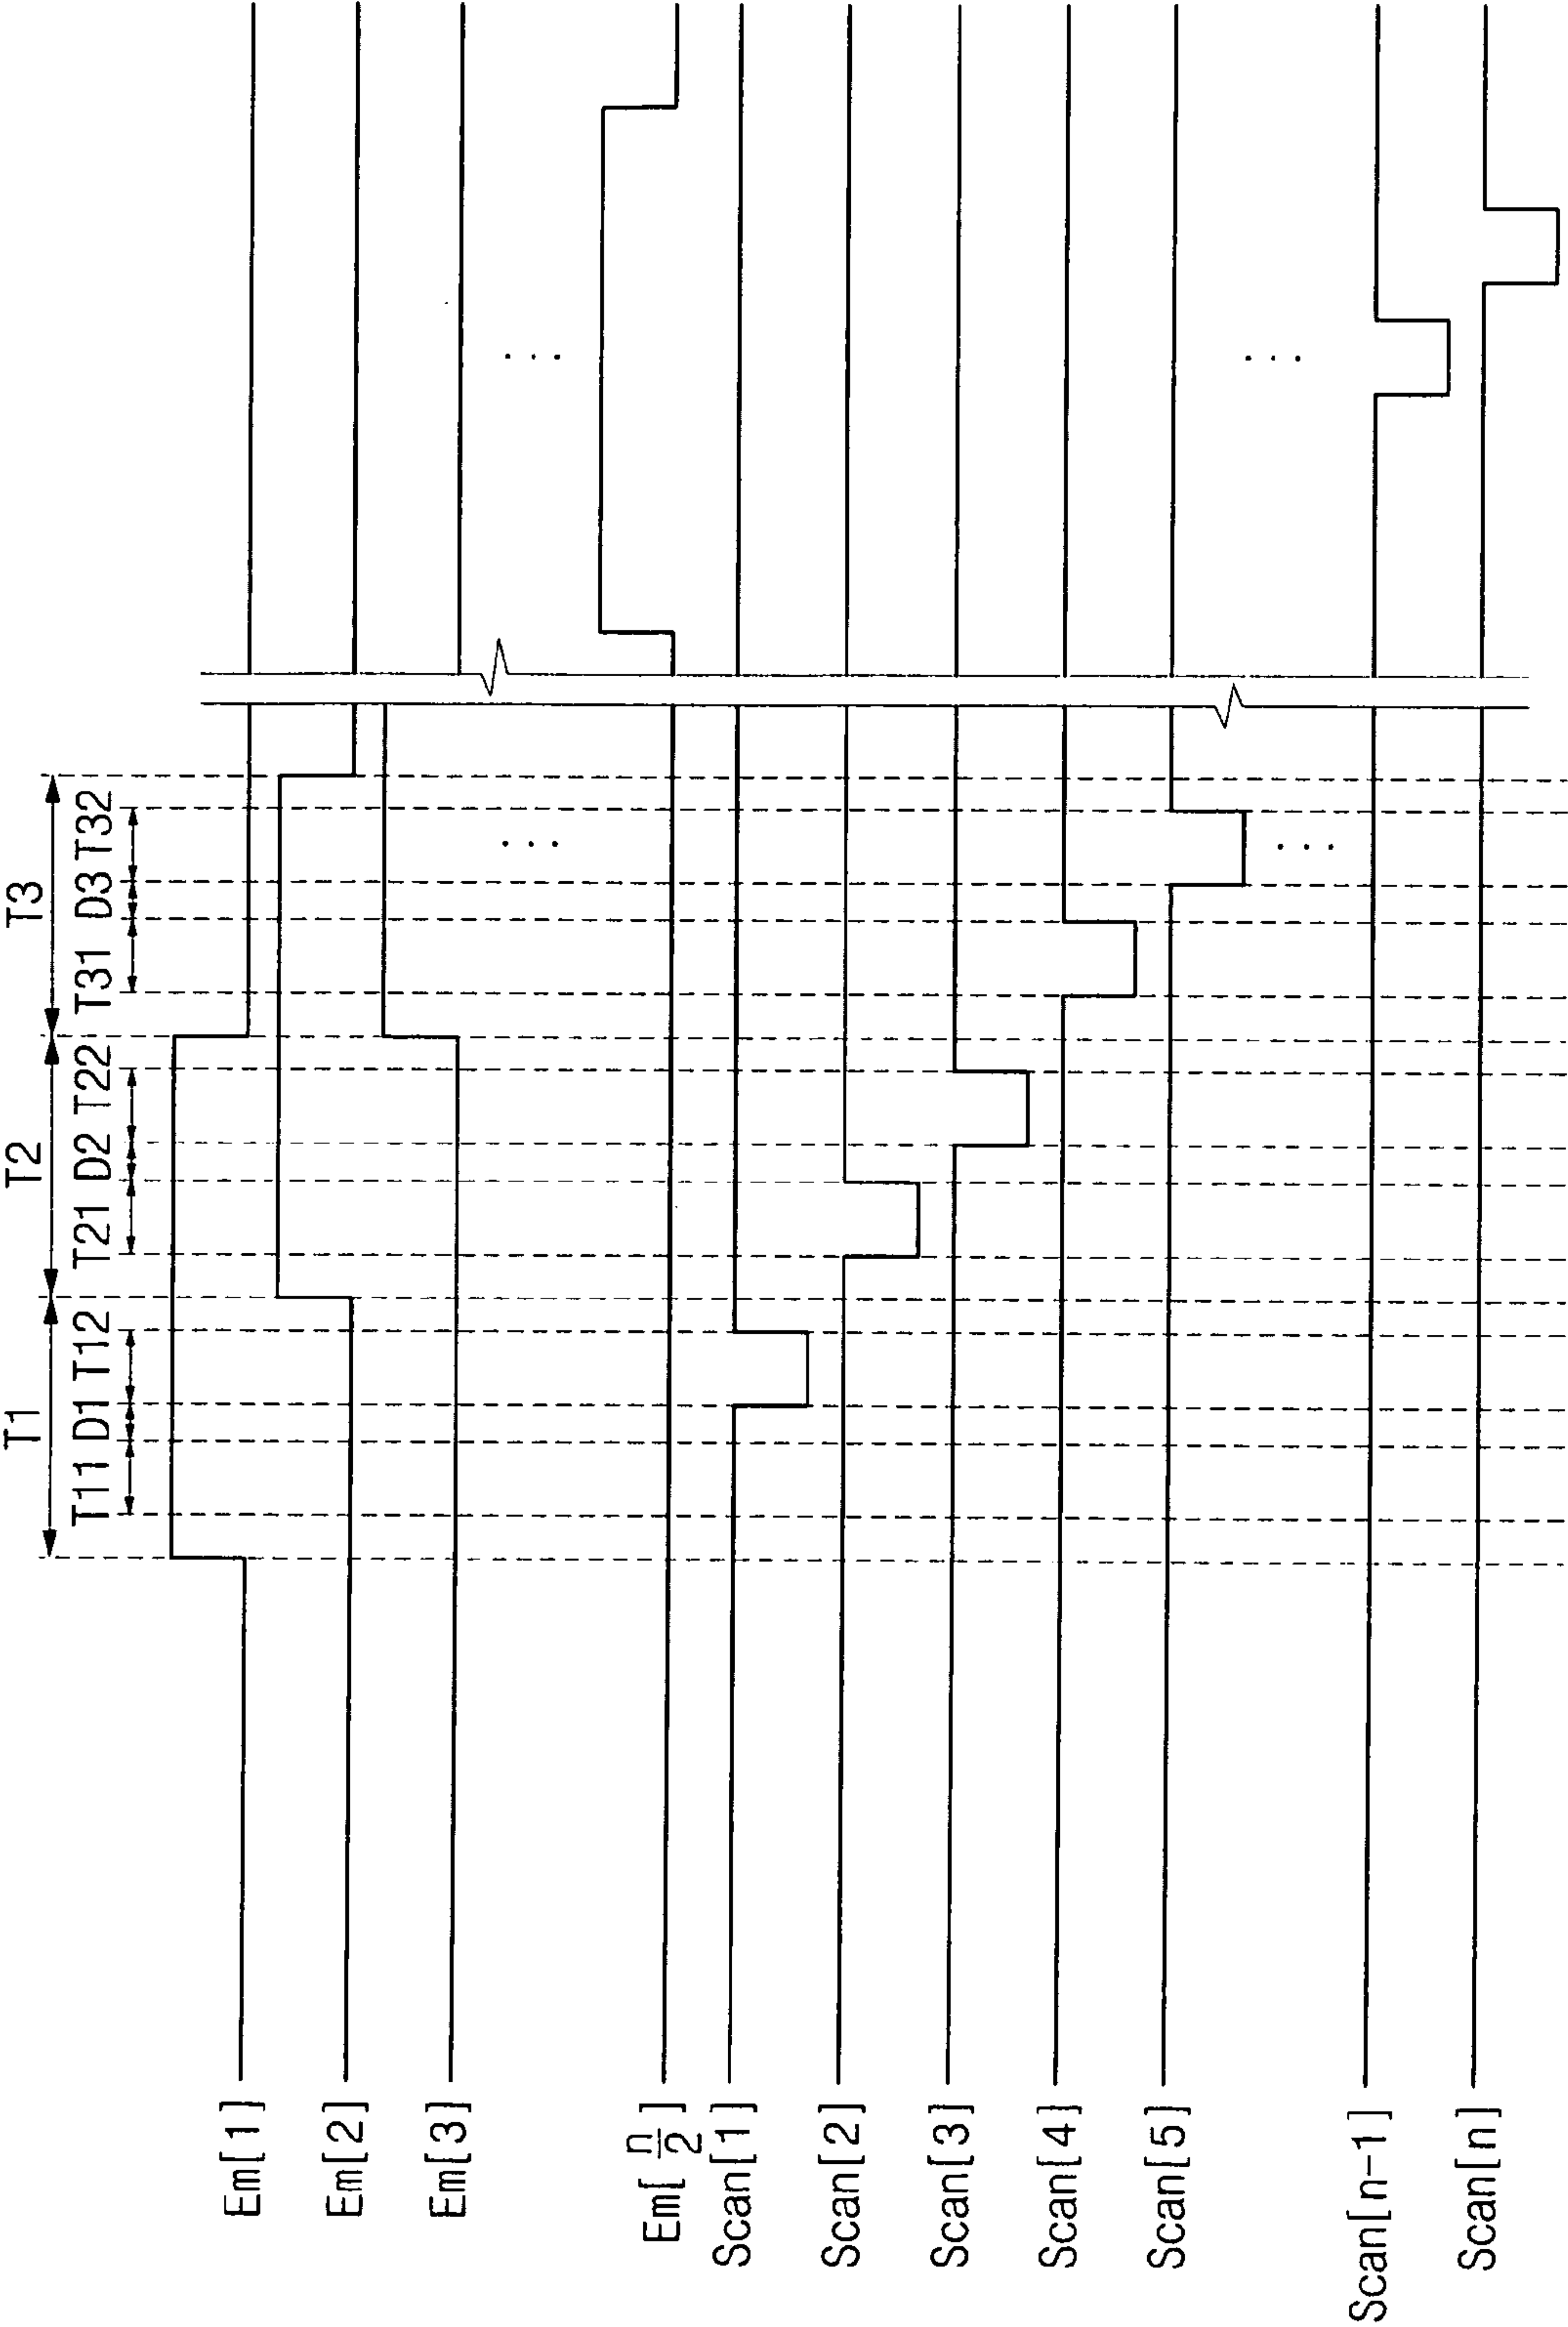 T1 T2 T3
T11 D1 T12 T21 D2 T22 T31 D3 T32
Em[1]
Em[2]
Em[3]
... ...
Em[n/2]
Scan[1]
Scan[2]
Scan[3]
Scan[4]
Scan[5]
... ...
Scan[n-1]
Scan[n]